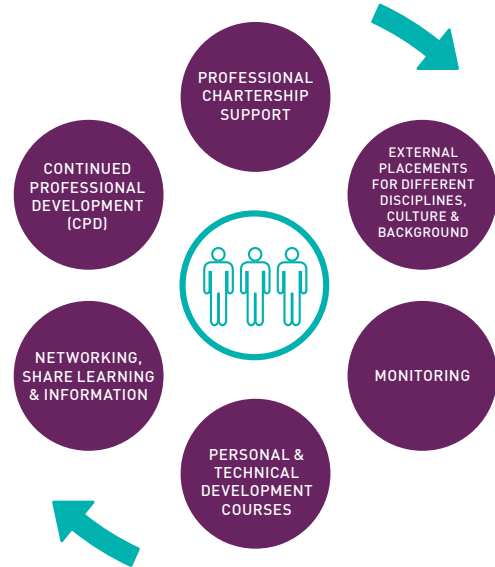 PROFESSIONAL
CHARTERSHIP
SUPPORT
EXTERNAL
PLACEMENTS
FOR DIFFERENT
DISCIPLINES,
CULTURE &
BACKGROUND
MONITORING
PERSONAL &
TECHNICAL
DEVELOPMENT
COURSES
NETWORKING,
SHARE LEARNING
& INFORMATION
CONTINUED
PROFESSIONAL
DEVELOPMENT
(CPD)